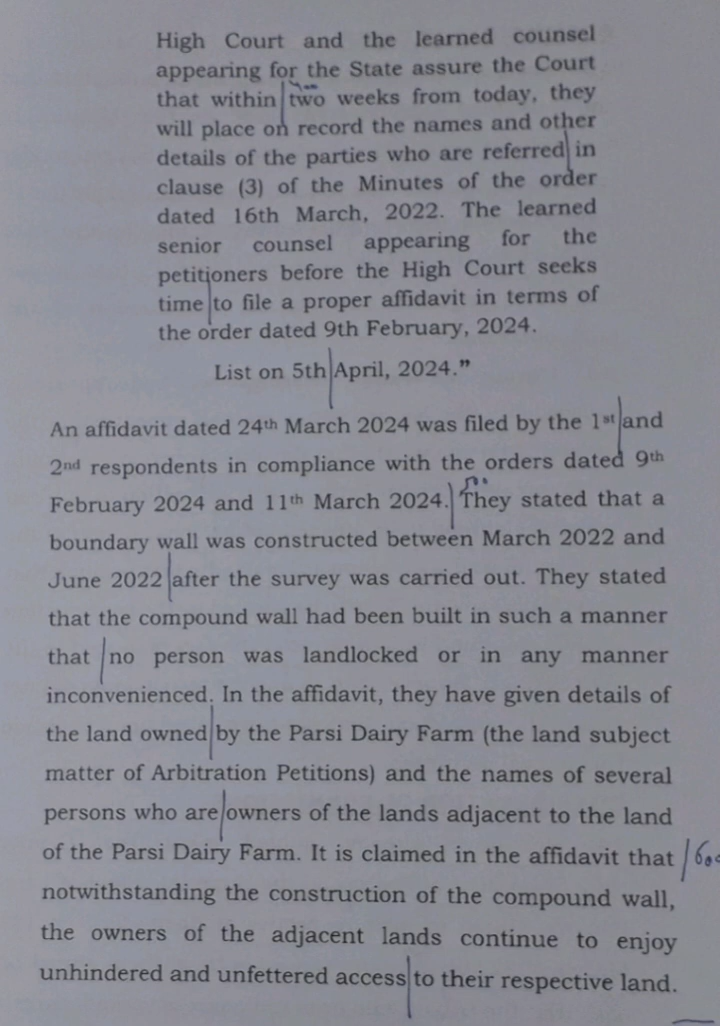 High Court and the learned counsel
appearing for the State assure the Court
that within two weeks from today, they
will place on record the names and other
details of the parties who are referred in
clause (3) of the Minutes of the order
dated 16th March, 2022. The learned
senior counsel appearing for the
petitioners before the High Court seeks
time to file a proper affidavit in terms of
the order dated 9th February, 2024.
List on 5th April, 2024.”
An affidavit dated 24th March 2024 was filed by the 1st and
2nd respondents in compliance with the orders dated 9th
February 2024 and 11th March 2024. They stated that a
boundary wall was constructed between March 2022 and
June 2022 after the survey was carried out. They stated
that the compound wall had been built in such a manner
that no person was landlocked or in any manner
inconvenienced. In the affidavit, they have given details of
the land owned by the Parsi Dairy Farm (the land subject
matter of Arbitration Petitions) and the names of several
persons who are owners of the lands adjacent to the land
of the Parsi Dairy Farm. It is claimed in the affidavit that
notwithstanding the construction of the compound wall,
the owners of the adjacent lands continue to enjoy
unhindered and unfettered access to their respective land.